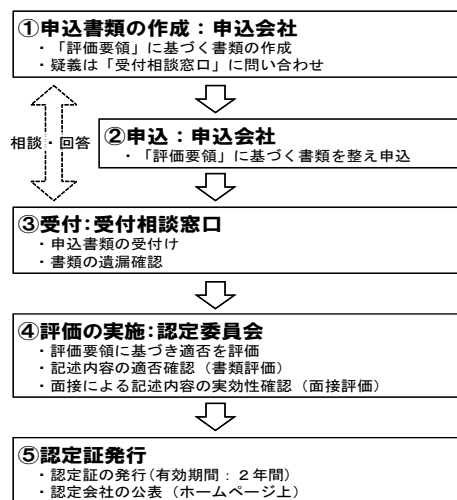 ①申込書類の作成：申込会社
・「評価要領」に基づく書類の作成
・疑義は「受付相談窓口」に問い合わせ
相談・回答
②申込：申込会社
・「評価要領」に基づく書類を整え申込
③受付:受付相談窓口
・申込書類の受付け
・書類の遺漏確認
④評価の実施:認定委員会
・評価要領に基づき適否を評価
・記述内容の適否確認（書類評価）
・面接による記述内容の実効性確認（面接評価）
⑤認定証発行
・認定証の発行(有効期間：２年間)
・認定会社の公表（ホームページ上）